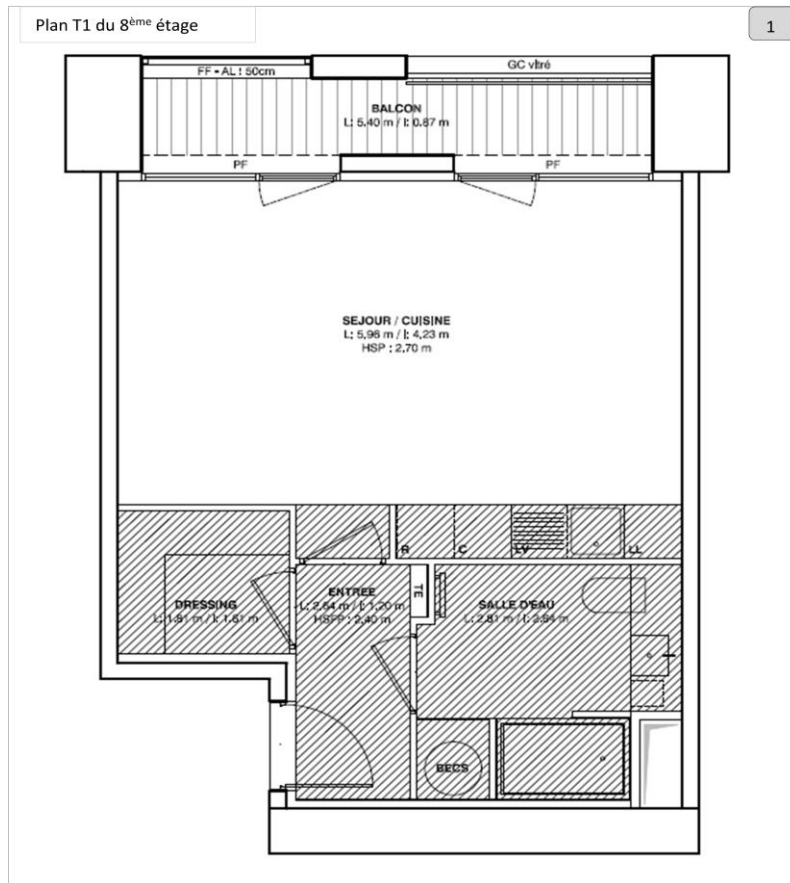 Plan T1 du 8ème étage
1
FF - AL : 50cm
GC vitré
BALCON
L: 5.40 m / l: 0.87 m
PF
PF
SEJOUR / CUISINE
L: 5,96 m / l: 4,23 m
HSP : 2,70 m
R
C
LV
LL
DRESSING
L: 1.81 m / l: 1.61 m
ENTREE
L: 2,64 m / l: 1,20 m
HSFP : 2,40 m
TE
SALLE D'EAU
L: 2.81 m / l: 2.64 m
BECS